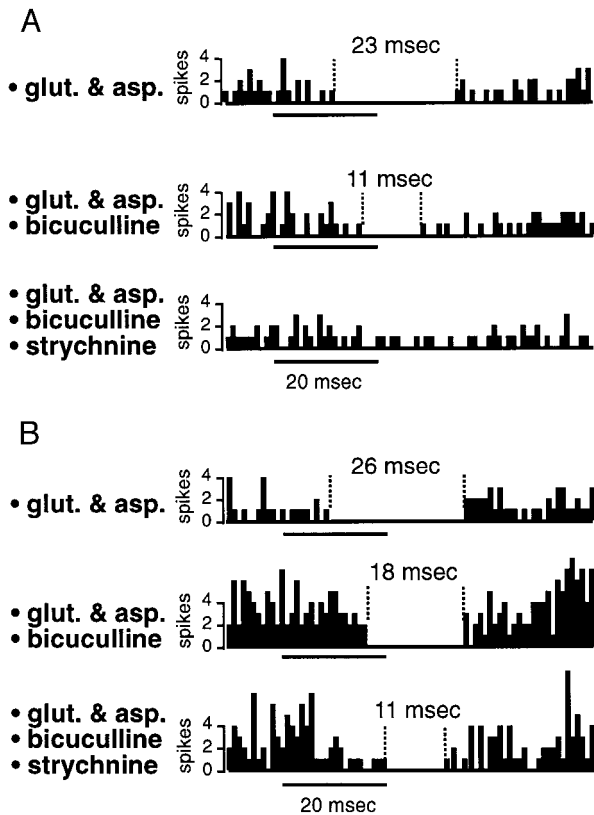 A
23 msec
• glut. & asp.
spikes
4
2
0
11 msec
• glut. & asp.
• bicuculline
spikes
4
2
0
• glut. & asp.
• bicuculline
• strychnine
spikes
4
2
0
20 msec
B
26 msec
• glut. & asp.
spikes
4
2
0
18 msec
• glut. & asp.
• bicuculline
spikes
4
2
0
11 msec
• glut. & asp.
• bicuculline
• strychnine
spikes
4
2
0
20 msec